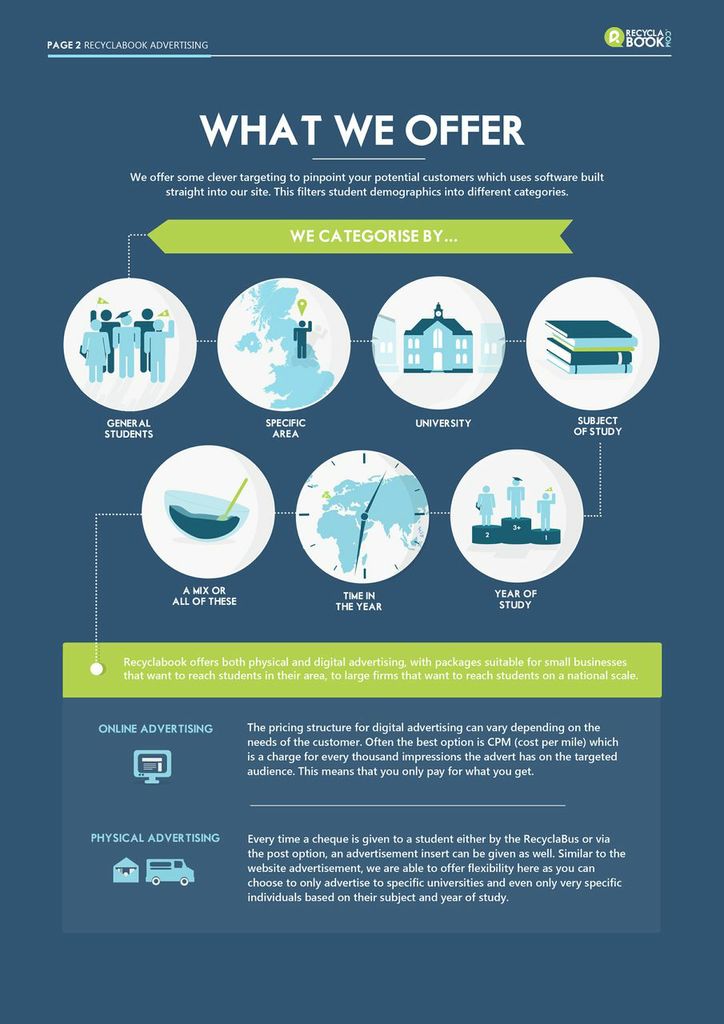 PAGE 2 RECYCLABOOK ADVERTISING
RECYCLA
BOOK
.COM
WHAT WE OFFER
We offer some clever targeting to pinpoint your potential customers which uses software built
straight into our site. This filters student demographics into different categories.
WE CATEGORISE BY...
GENERAL
STUDENTS
SPECIFIC
AREA
UNIVERSITY
SUBJECT
OF STUDY
A MIX OR
ALL OF THESE
TIME IN
THE YEAR
2
3+
1
YEAR OF
STUDY
Recyclabook offers both physical and digital advertising, with packages suitable for small businesses
that want to reach students in their area, to large firms that want to reach students on a national scale.
ONLINE ADVERTISING
The pricing structure for digital advertising can vary depending on the
needs of the customer. Often the best option is CPM (cost per mile) which
is a charge for every thousand impressions the advert has on the targeted
audience. This means that you only pay for what you get.
PHYSICAL ADVERTISING
Every time a cheque is given to a student either by the RecyclaBus or via
the post option, an advertisement insert can be given as well. Similar to the
website advertisement, we are able to offer flexibility here as you can
choose to only advertise to specific universities and even only very specific
individuals based on their subject and year of study.